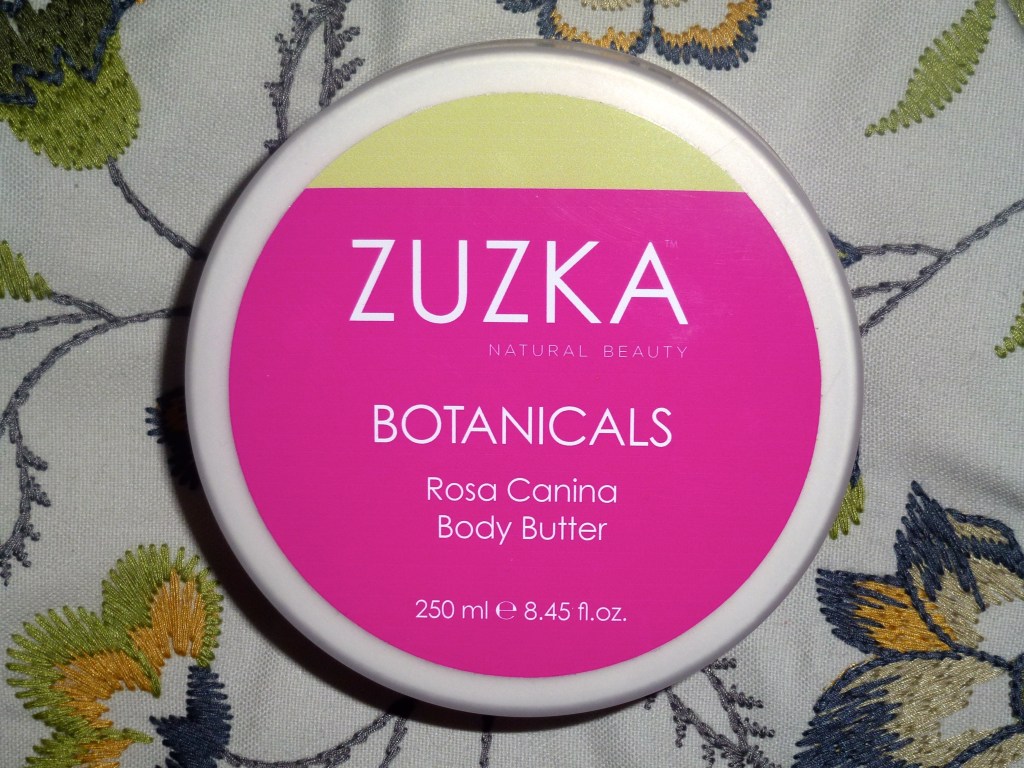 ZUZKA™
NATURAL BEAUTY
BOTANICALS
Rosa Canina
Body Butter
250 ml ℮ 8.45 fl.oz.